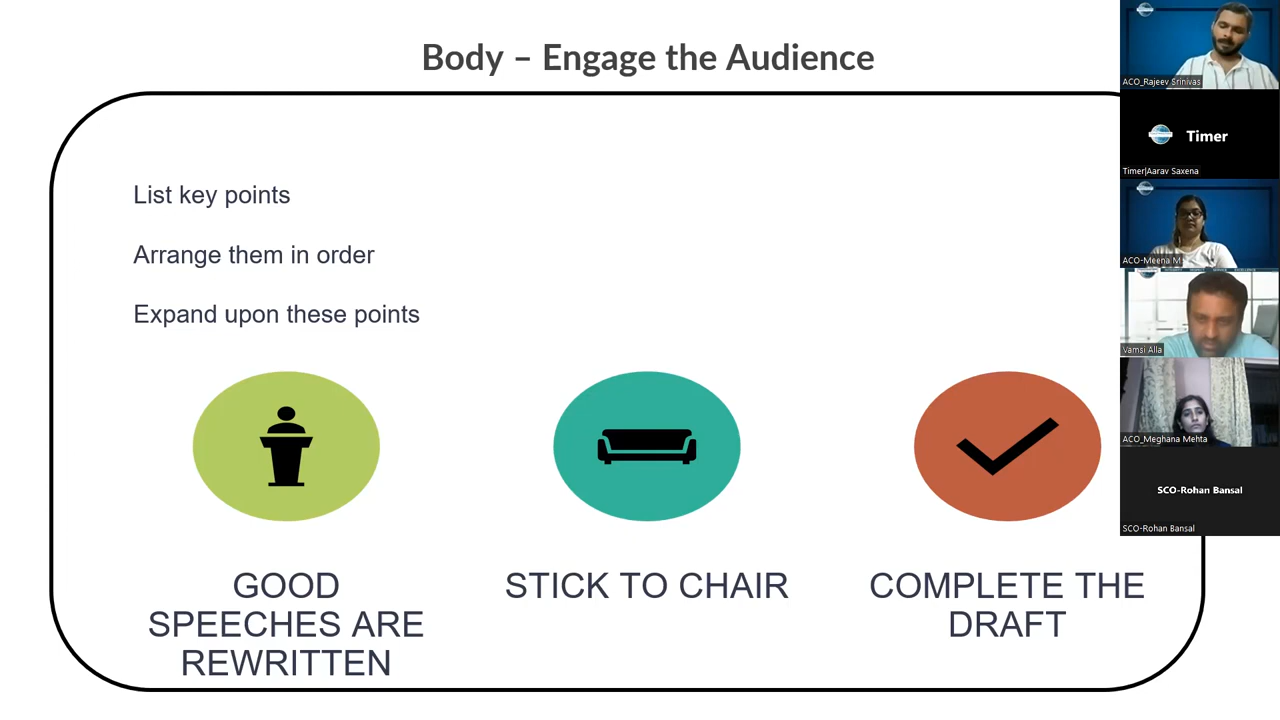 Body – Engage the Audience
List key points
Arrange them in order
Expand upon these points
GOOD
SPEECHES ARE
REWRITTEN
STICK TO CHAIR
COMPLETE THE
DRAFT
ACO_Rajeev Srinivas
Timer
Timer|Aarav Saxena
ACO-Meena M
Vamsi Alla
ACO_Meghana Mehta
SCO-Rohan Bansal
SCO-Rohan Bansal